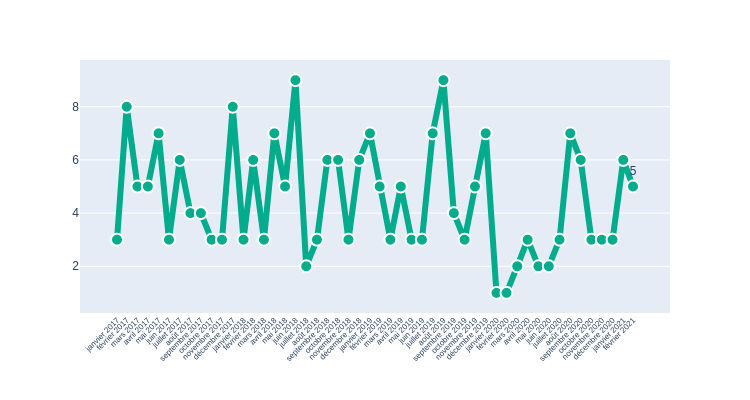 8
6
4
2
5
janvier 2017
février 2017
mars 2017
avril 2017
mai 2017
juin 2017
juillet 2017
août 2017
septembre 2017
octobre 2017
novembre 2017
décembre 2017
janvier 2018
février 2018
mars 2018
avril 2018
mai 2018
juin 2018
juillet 2018
août 2018
septembre 2018
octobre 2018
novembre 2018
décembre 2018
janvier 2019
février 2019
mars 2019
avril 2019
mai 2019
juin 2019
juillet 2019
août 2019
septembre 2019
octobre 2019
novembre 2019
décembre 2019
janvier 2020
février 2020
mars 2020
avril 2020
mai 2020
juin 2020
juillet 2020
août 2020
septembre 2020
octobre 2020
novembre 2020
décembre 2020
janvier 2021
février 2021